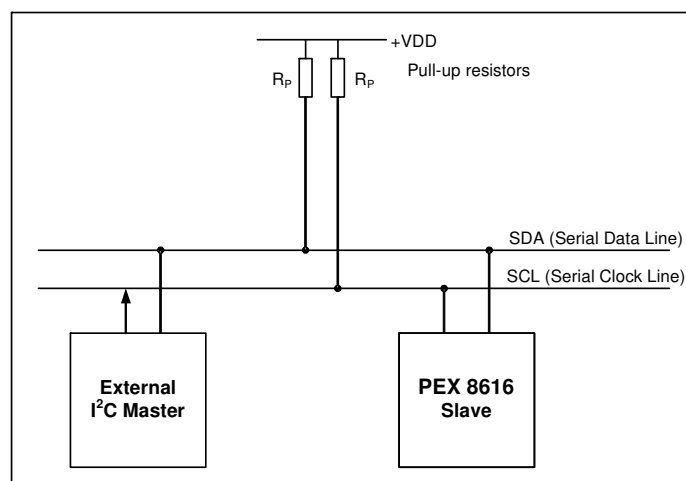 +VDD
Pull-up resistors
R_P R_P
SDA (Serial Data Line)
SCL (Serial Clock Line)
External
I²C Master
PEX 8616
Slave